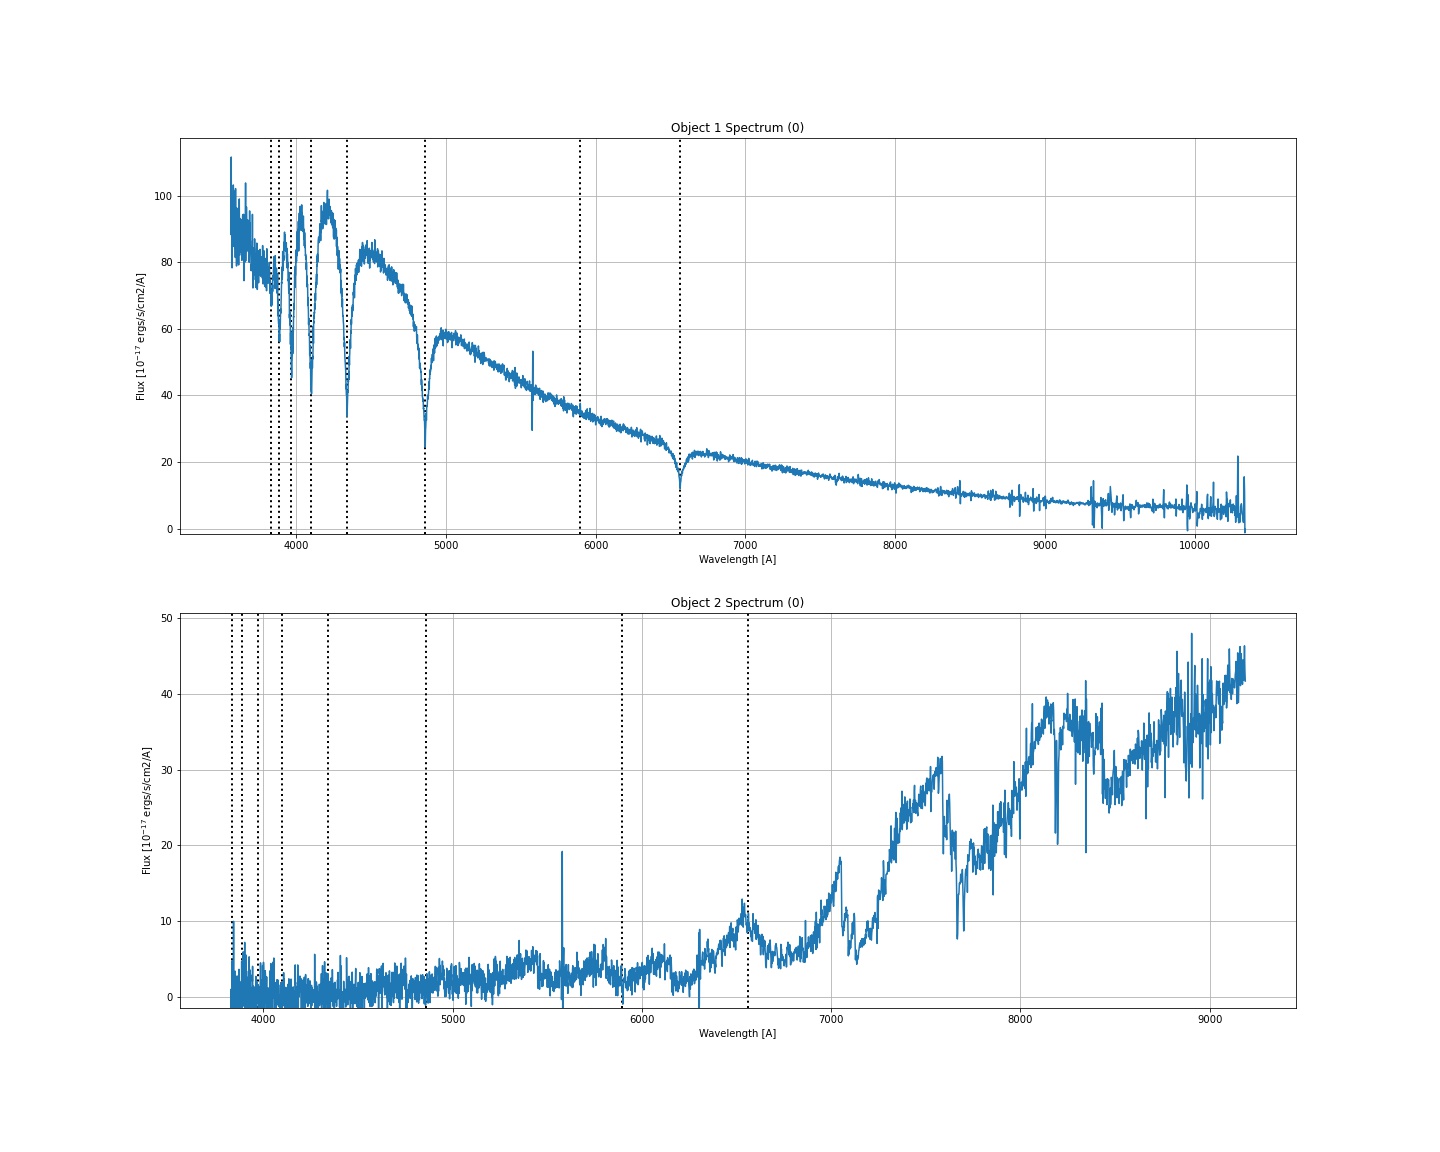 Object 1 Spectrum (0)
100
80
60
40
20
0
Flux [10⁻¹⁷ ergs/s/cm2/A]
4000 5000 6000 7000 8000 9000 10000
Wavelength [A]
Object 2 Spectrum (0)
50
40
30
20
10
0
Flux [10⁻¹⁷ ergs/s/cm2/A]
4000 5000 6000 7000 8000 9000
Wavelength [A]